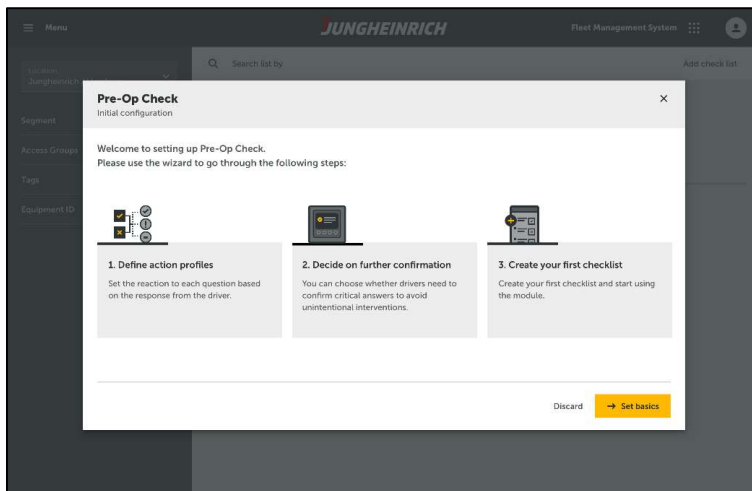 Menu
JUNGHEINRICH
Fleet Management System
Location
Jungheinrich
Search list by
Add check list
Segment
Access Groups
Tags
Equipment ID
Pre-Op Check
Initial configuration
Welcome to setting up Pre-Op Check.
Please use the wizard to go through the following steps:
1. Define action profiles
Set the reaction to each question based
on the response from the driver.
2. Decide on further confirmation
You can choose whether drivers need to
confirm critical answers to avoid
unintentional interventions.
3. Create your first checklist
Create your first checklist and start using
the module.
Discard
→ Set basics